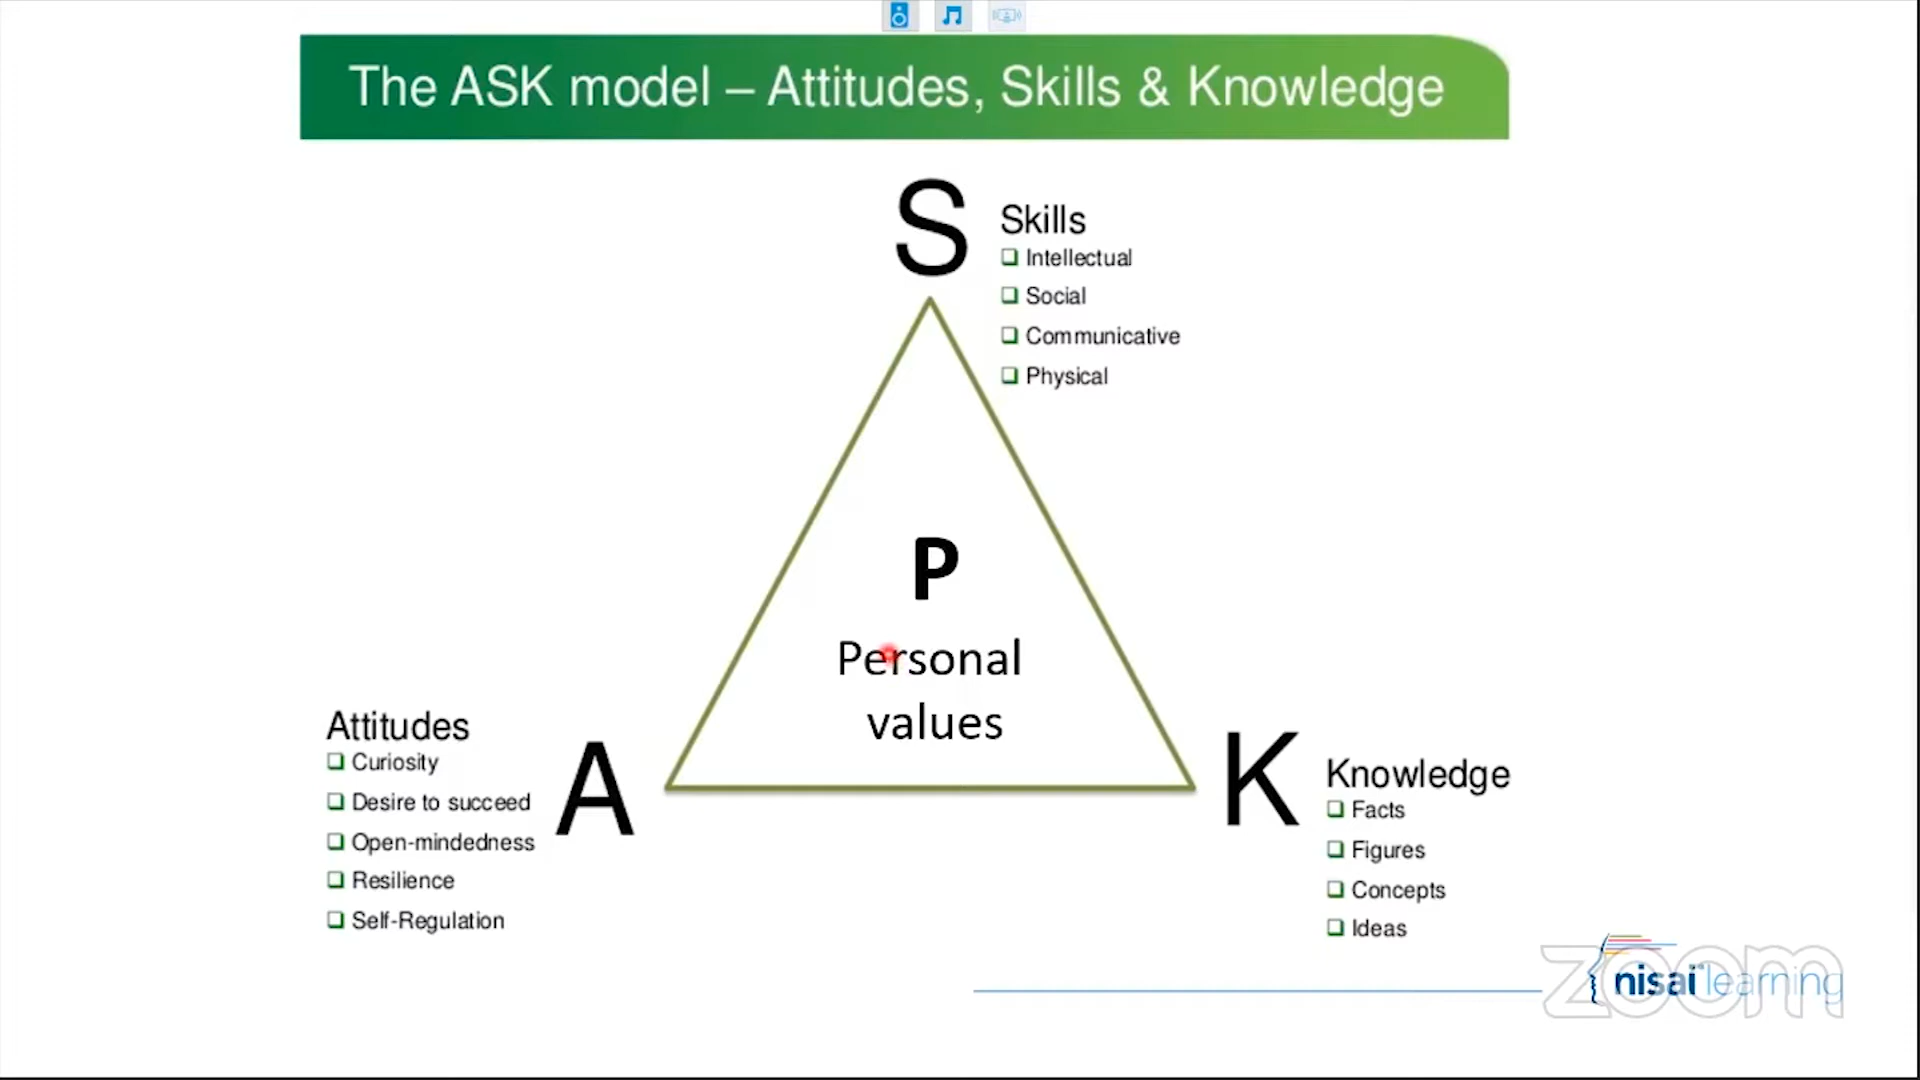 The ASK model – Attitudes, Skills & Knowledge
S
Skills
Intellectual
Social
Communicative
Physical
P
Personal
values
Attitudes
Curiosity
Desire to succeed
Open-mindedness
Resilience
Self-Regulation
A
K
Knowledge
Facts
Figures
Concepts
Ideas
nisai learning
zoom